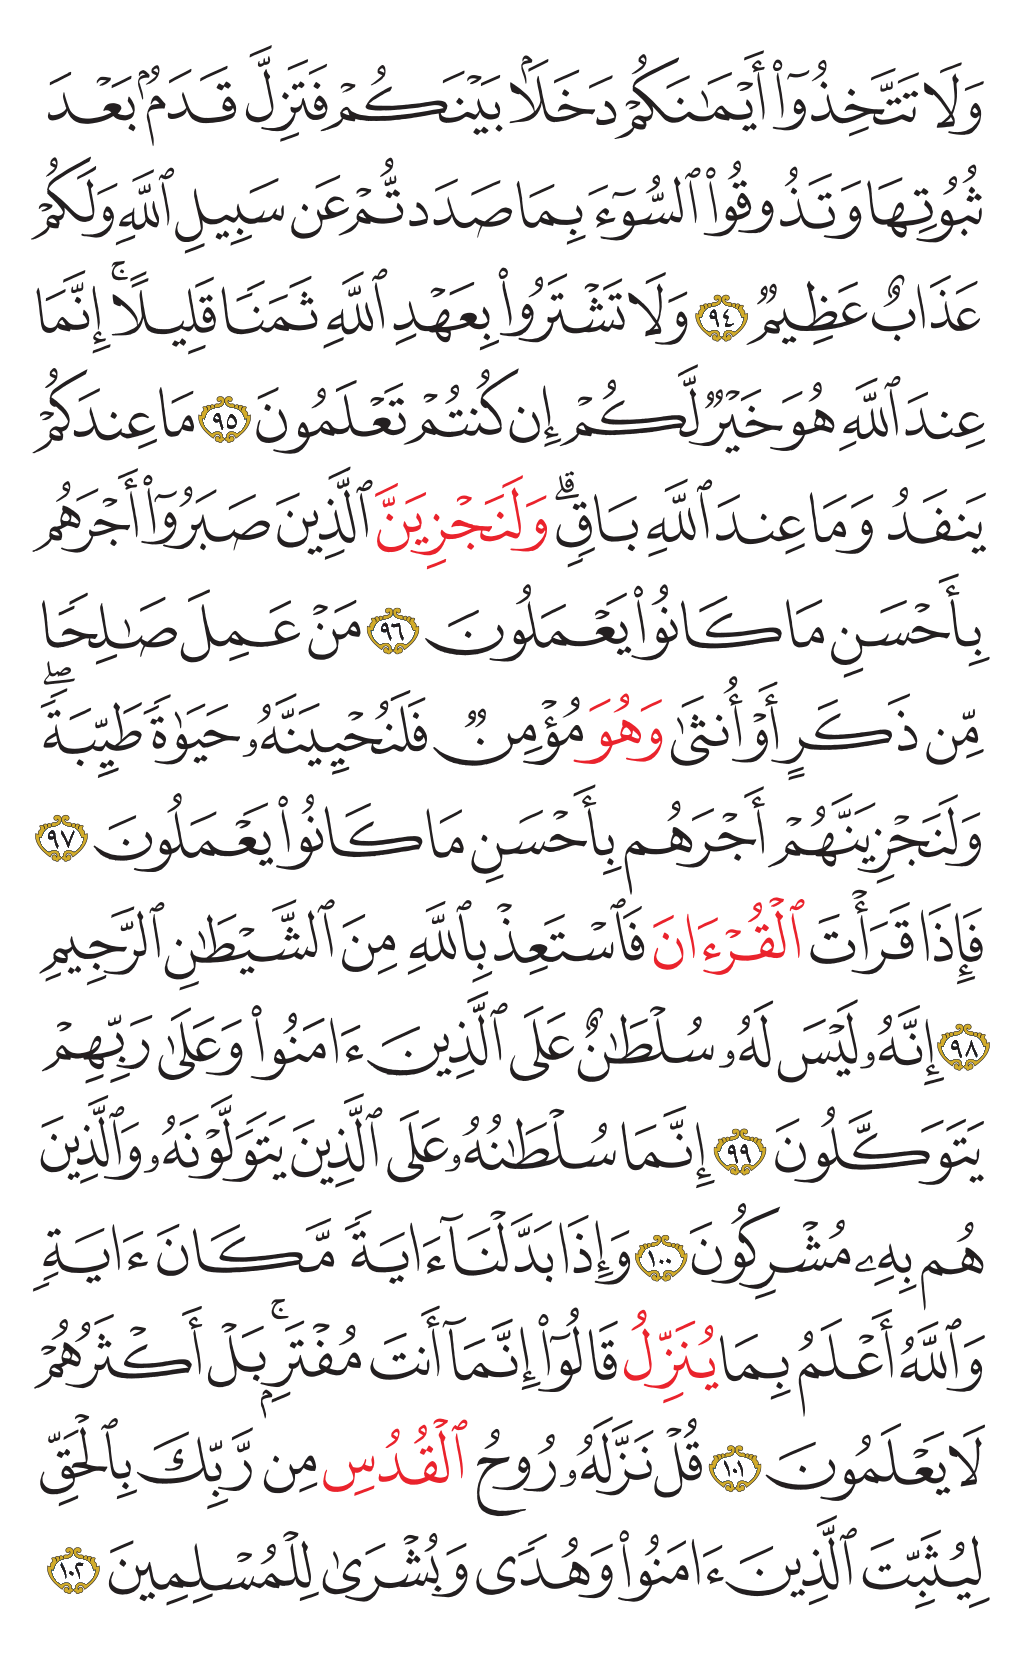 وَلَا تَتَّخِذُوٓا۟ أَيْمَـٰنَكُمْ دَخَلًۢا بَيْنَكُمْ فَتَزِلَّ قَدَمٌۢ بَعْدَ
ثُبُوتِهَا وَتَذُوقُوا۟ ٱلسُّوٓءَ بِمَا صَدَدتُّمْ عَن سَبِيلِ ٱللَّهِ وَلَكُمْ
عَذَابٌ عَظِيمٌ ٩٤ وَلَا تَشْتَرُوا۟ بِعَهْدِ ٱللَّهِ ثَمَنًا قَلِيلًا ۚ إِنَّمَا
عِندَ ٱللَّهِ هُوَ خَيْرٌ لَّكُمْ إِن كُنتُمْ تَعْلَمُونَ ٩٥ مَا عِندَكُمْ
يَنفَدُ وَمَا عِندَ ٱللَّهِ بَاقٍ ۗ وَلَنَجْزِيَنَّ ٱلَّذِينَ صَبَرُوٓا۟ أَجْرَهُم
بِأَحْسَنِ مَا كَانُوا۟ يَعْمَلُونَ ٩٦ مَنْ عَمِلَ صَـٰلِحًا
مِّن ذَكَرٍ أَوْ أُنثَىٰ وَهُوَ مُؤْمِنٌ فَلَنُحْيِيَنَّهُۥ حَيَوٰةً طَيِّبَةً ۖ
وَلَنَجْزِيَنَّهُمْ أَجْرَهُم بِأَحْسَنِ مَا كَانُوا۟ يَعْمَلُونَ ٩٧
فَإِذَا قَرَأْتَ ٱلْقُرْءَانَ فَٱسْتَعِذْ بِٱللَّهِ مِنَ ٱلشَّيْطَـٰنِ ٱلرَّجِيمِ
٩٨ إِنَّهُۥ لَيْسَ لَهُۥ سُلْطَـٰنٌ عَلَى ٱلَّذِينَ ءَامَنُوا۟ وَعَلَىٰ رَبِّهِمْ
يَتَوَكَّلُونَ ٩٩ إِنَّمَا سُلْطَـٰنُهُۥ عَلَى ٱلَّذِينَ يَتَوَلَّوْنَهُۥ وَٱلَّذِينَ
هُم بِهِۦ مُشْرِكُونَ ١٠٠ وَإِذَا بَدَّلْنَآ ءَايَةً مَّكَانَ ءَايَةٍ
وَٱللَّهُ أَعْلَمُ بِمَا يُنَزِّلُ قَالُوٓا۟ إِنَّمَآ أَنتَ مُفْتَرٍۭ ۚ بَلْ أَكْثَرُهُمْ
لَا يَعْلَمُونَ ١٠١ قُلْ نَزَّلَهُۥ رُوحُ ٱلْقُدُسِ مِن رَّبِّكَ بِٱلْحَقِّ
لِيُثَبِّتَ ٱلَّذِينَ ءَامَنُوا۟ وَهُدًى وَبُشْرَىٰ لِلْمُسْلِمِينَ ١٠٢